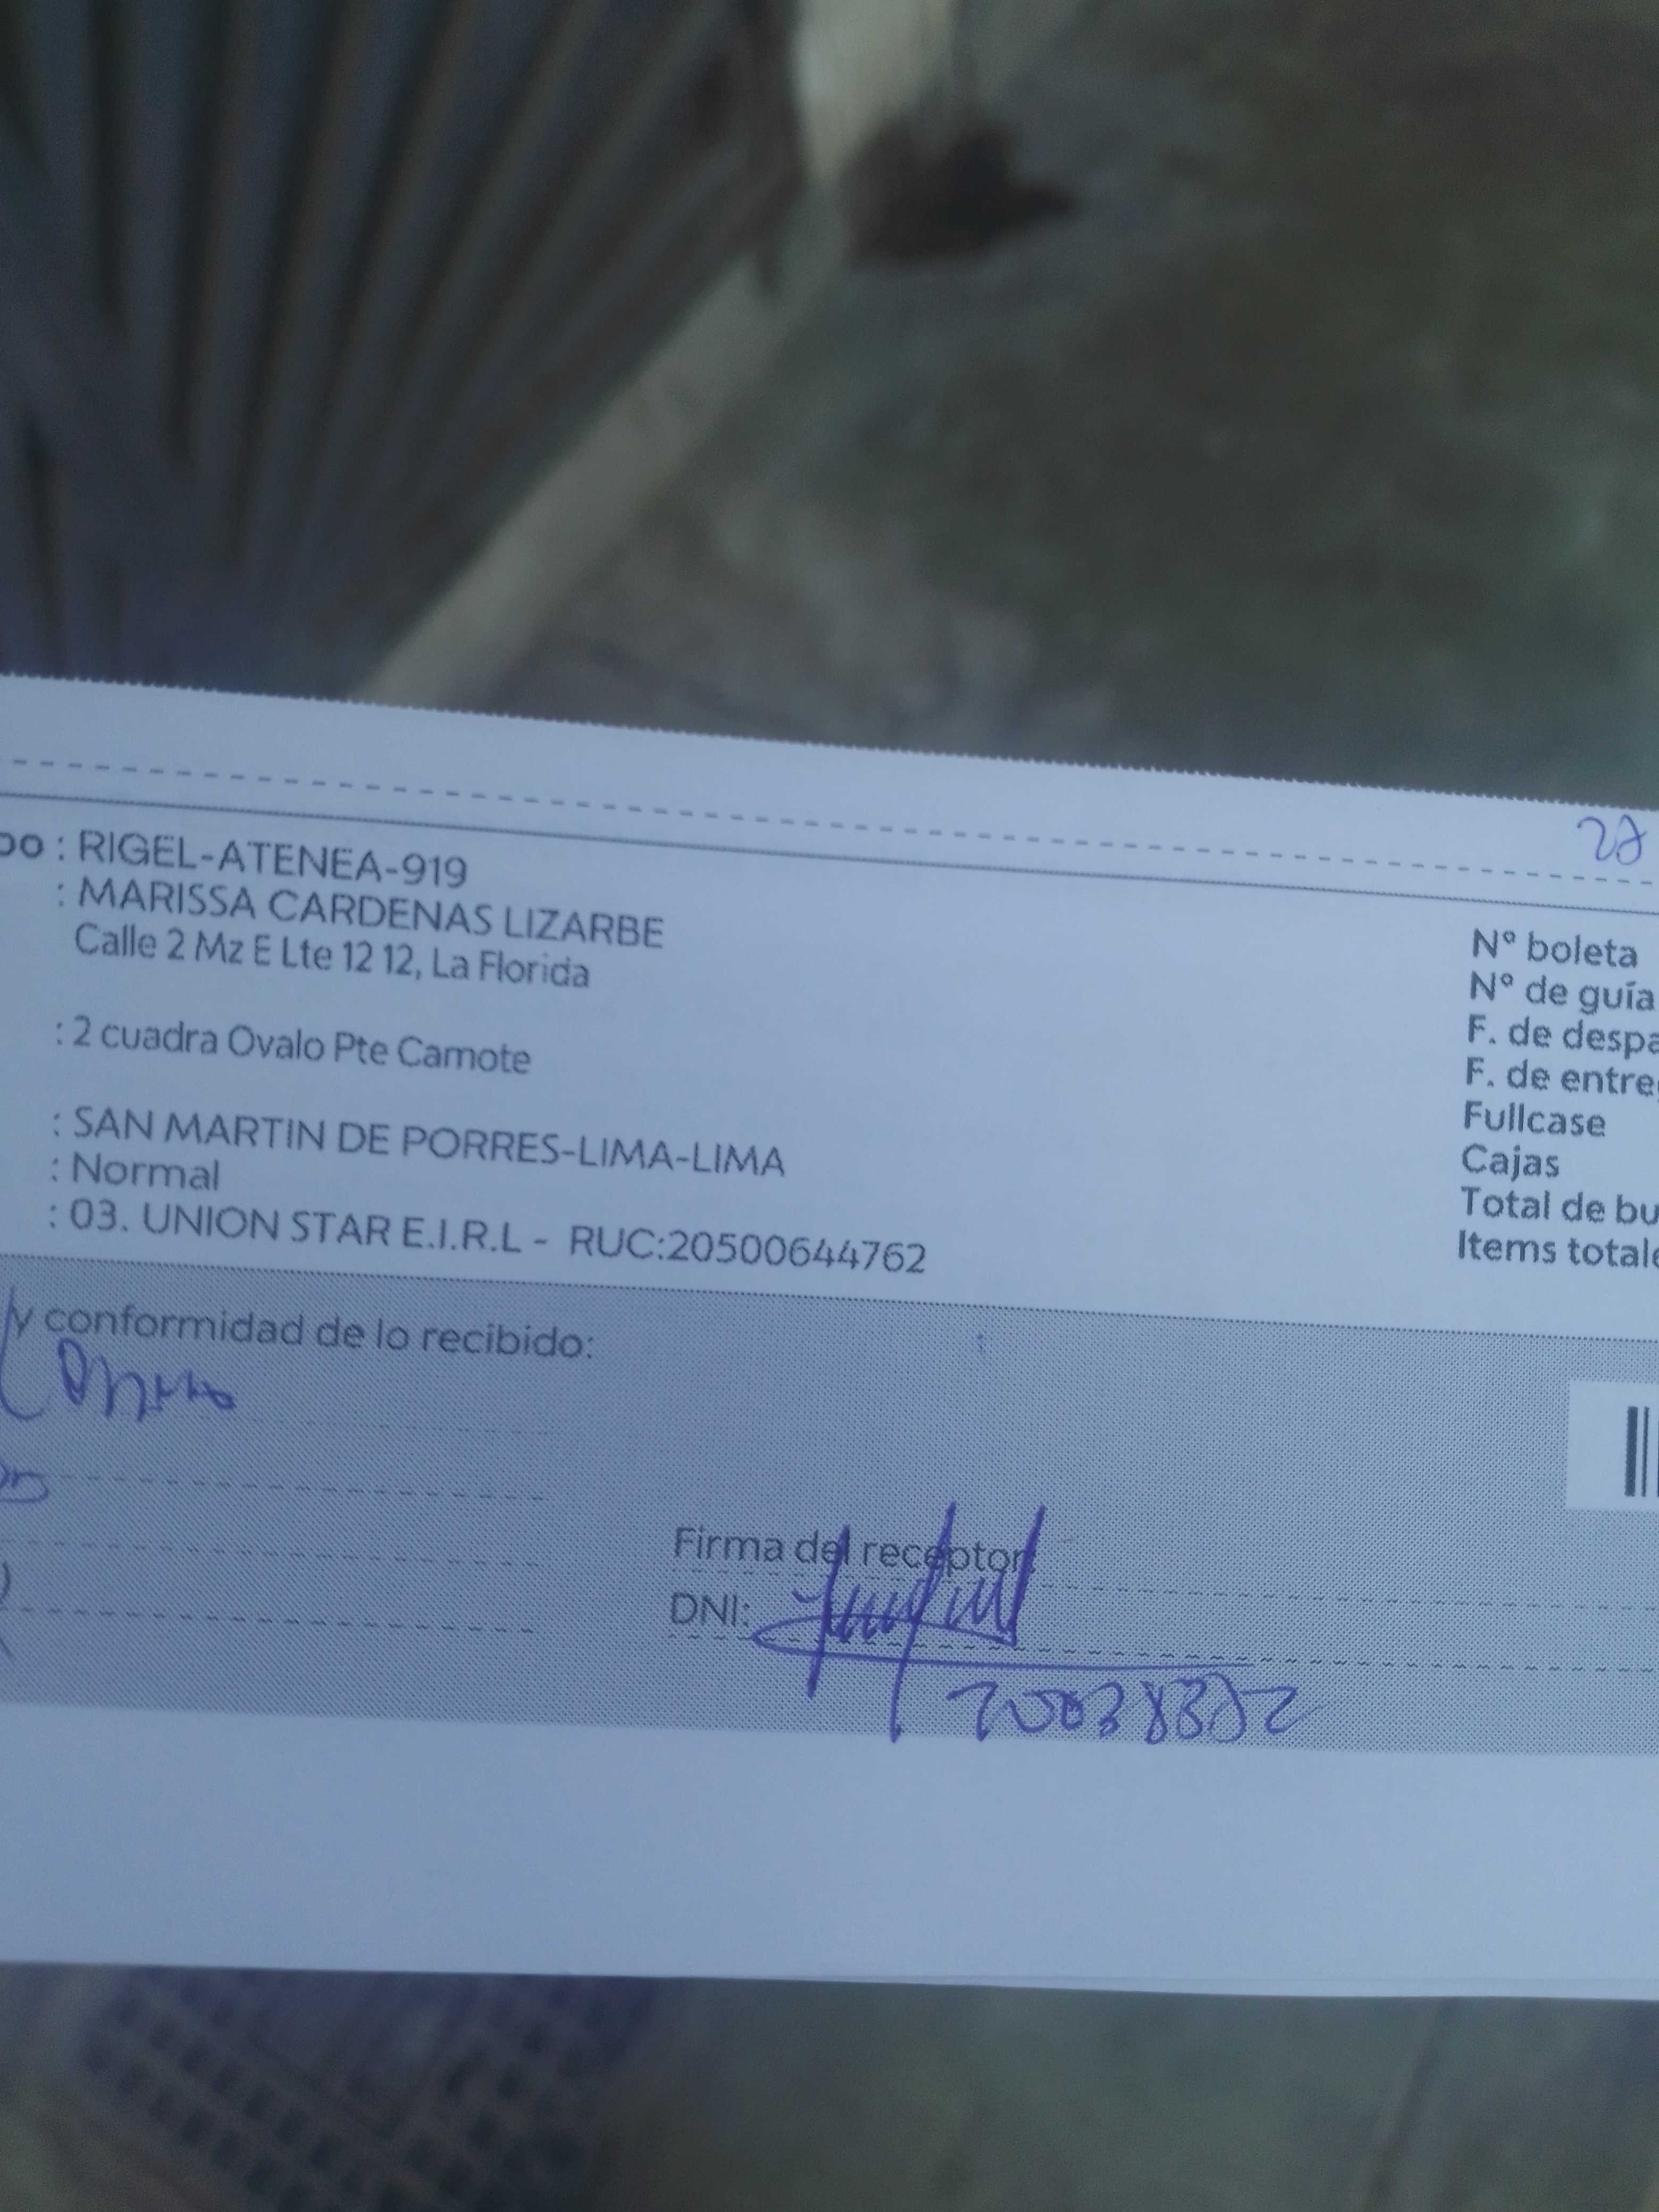 po : RIGEL-ATENEA-919
: MARISSA CARDENAS LIZARBE
Calle 2 Mz E Lte 12 12, La Florida
: 2 cuadra Ovalo Pte Camote
: SAN MARTIN DE PORRES-LIMA-LIMA
: Normal
: 03. UNION STAR E.I.R.L - RUC:20500644762
N° boleta
N° de guía
F. de despa
F. de entre
Fullcase
Cajas
Total de bu
Items total
y conformidad de lo recibido:
Firma del receptor:
DNI: